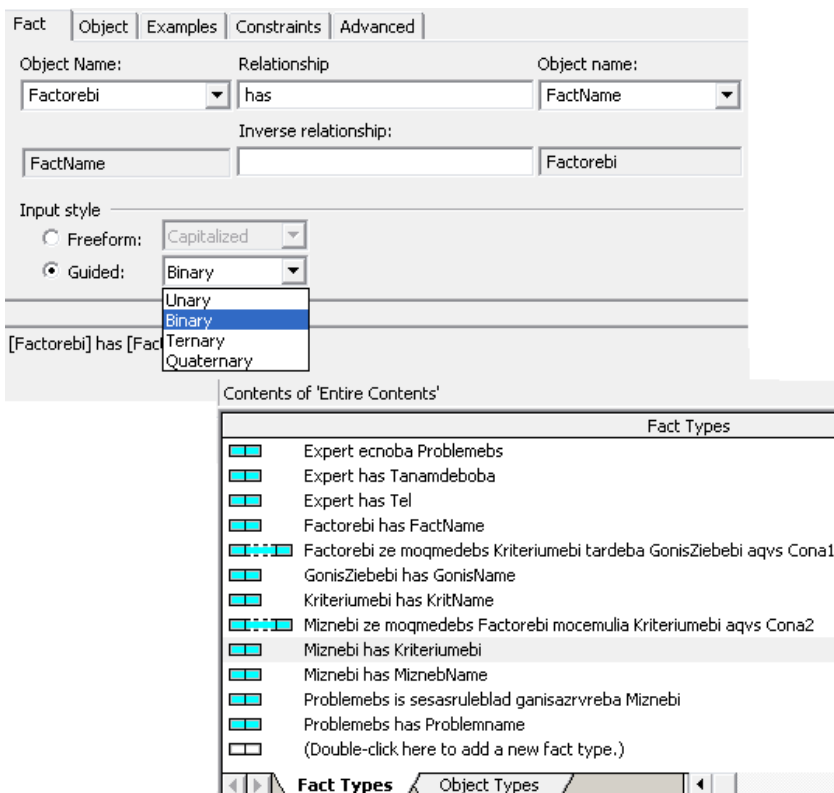 Fact Object Examples Constraints Advanced
Object Name: Relationship Object name:
Factorebi has FactName
Inverse relationship:
FactName Factorebi
Input style
Freeform: Capitalized
Guided: Binary
Unary
Binary
[Factorebi] has [Fact Ternary
Quaternary
Contents of 'Entire Contents'
Fact Types
Expert ecnoba Problemebs
Expert has Tanamdeboba
Expert has Tel
Factorebi has FactName
Factorebi ze moqmedebs Kriteriumebi tardeba GonisZiebebi aqvs Cona1
GonisZiebebi has GonisName
Kriteriumebi has KritName
Miznebi ze moqmedebs Factorebi mocemulia Kriteriumebi aqvs Cona2
Miznebi has Kriteriumebi
Miznebi has MiznebName
Problemebs is sesasruleblad ganisazrvreba Miznebi
Problemebs has Problemname
(Double-click here to add a new fact type.)
Fact Types Object Types